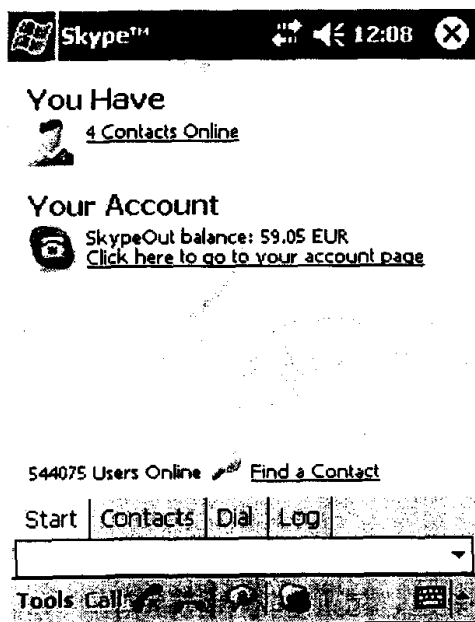 Skype™ 12:08
You Have
4 Contacts Online
Your Account
SkypeOut balance: 59.05 EUR
Click here to go to your account page
544075 Users Online Find a Contact
Start Contacts Dial Log
Tools Call